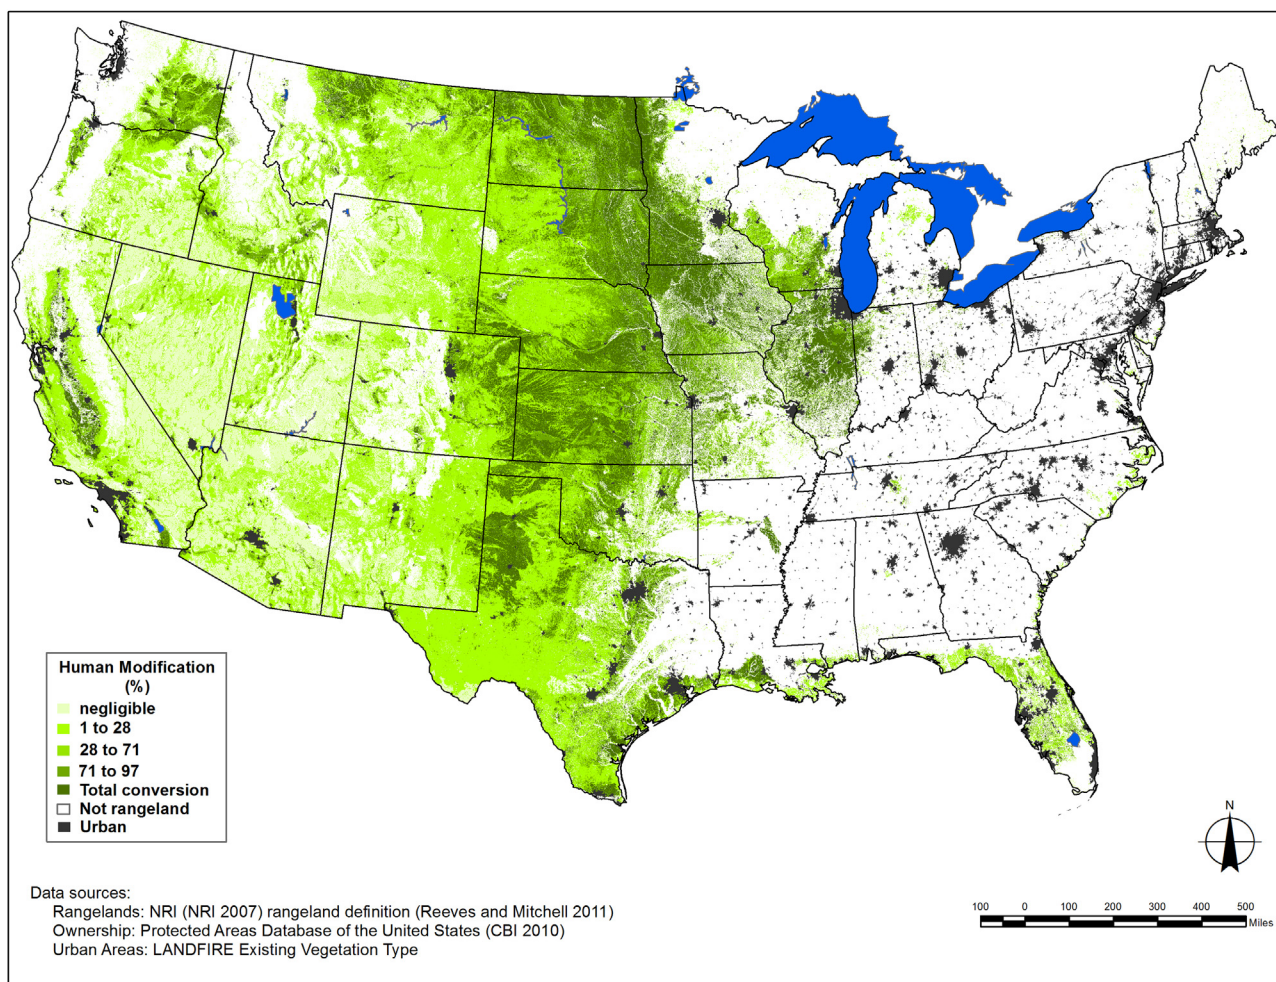 Human Modification
(%)
negligible
1 to 28
28 to 71
71 to 97
Total conversion
Not rangeland
Urban
N
Data sources:
Rangelands: NRI (NRI 2007) rangeland definition (Reeves and Mitchell 2011)
Ownership: Protected Areas Database of the United States (CBI 2010)
Urban Areas: LANDFIRE Existing Vegetation Type
100 0 100 200 300 400 500
Miles